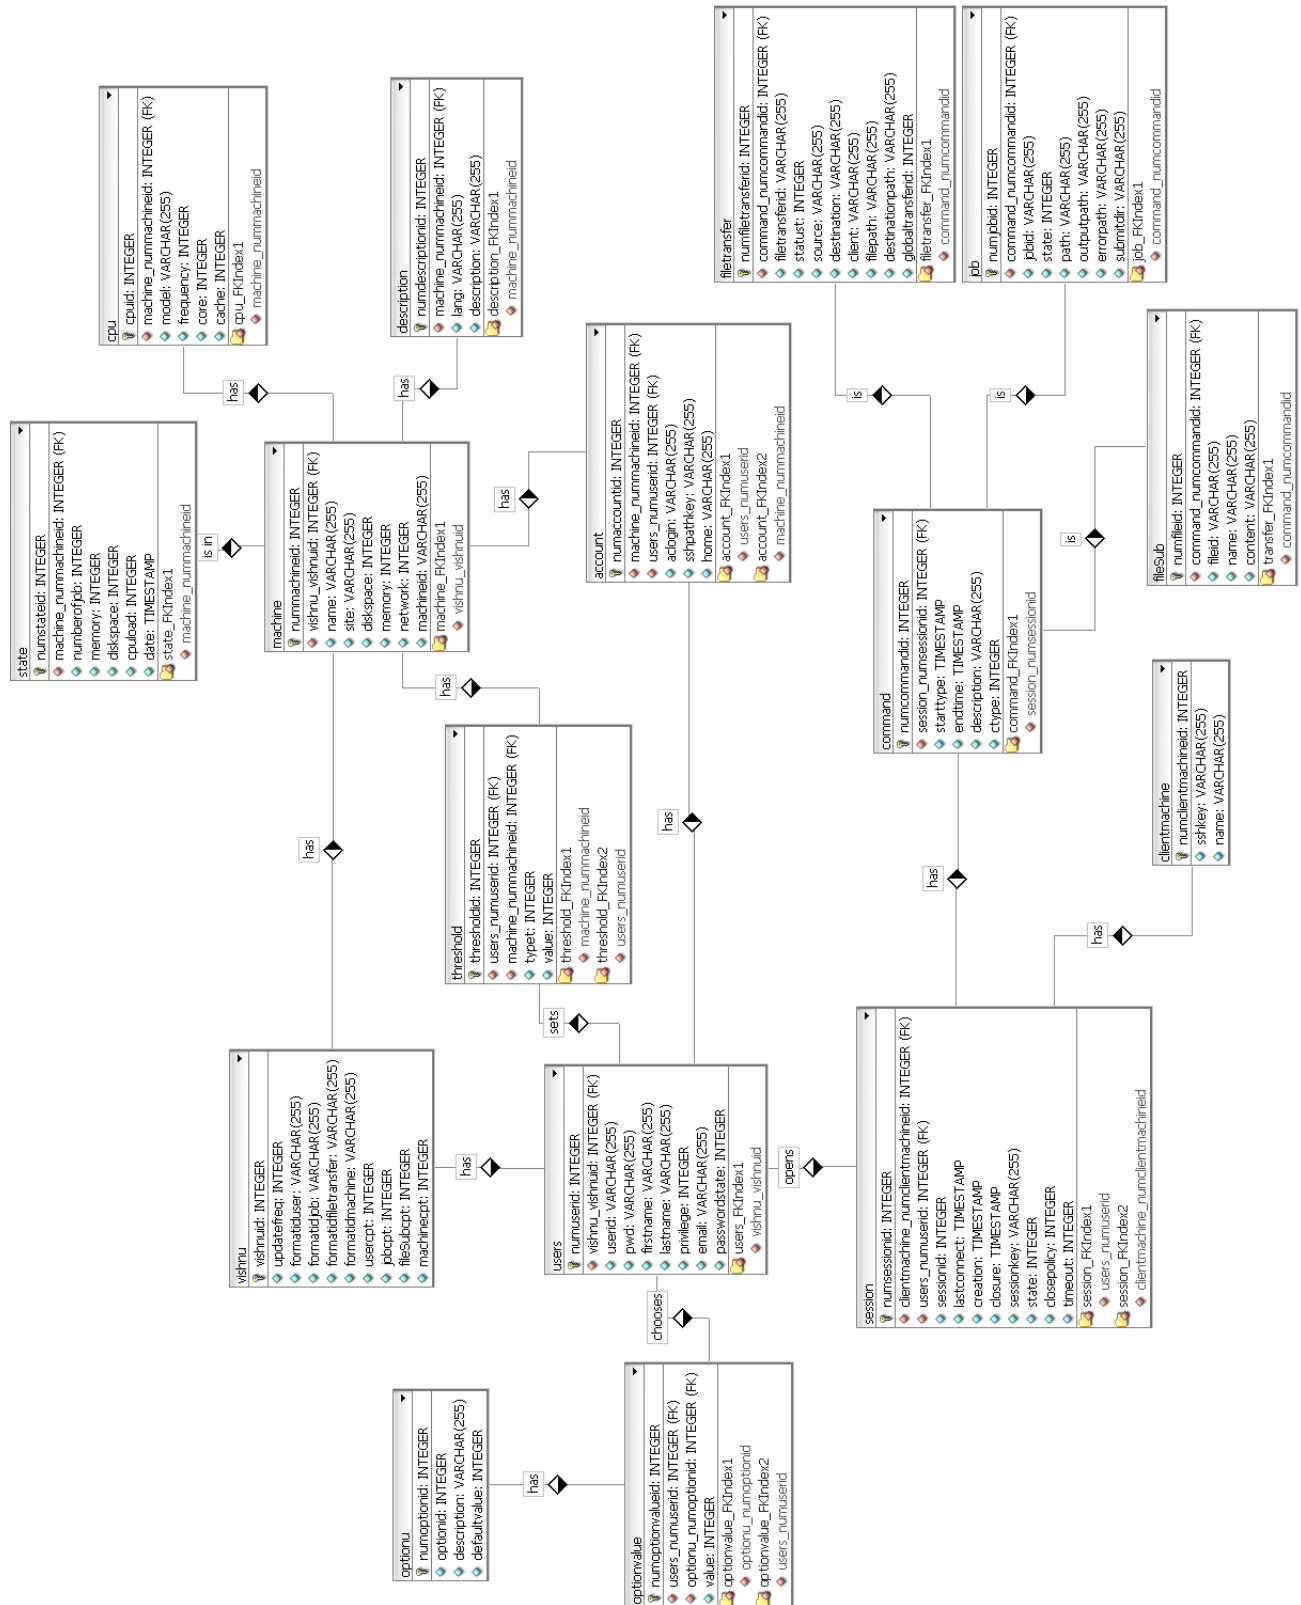 optionu
numoptionid: INTEGER
optionid: INTEGER
description: VARCHAR(255)
defaultvalue: INTEGER
has
optionvalue
numoptionvalueid: INTEGER
users_numuserid: INTEGER (FK)
optionu_numoptionid: INTEGER (FK)
value: INTEGER
optionvalue_FKIndex1
optionu_numoptionid
optionvalue_FKIndex2
users_numuserid
chooses
vishnu
vishnuid: INTEGER
updatefreq: INTEGER
formatiduser: VARCHAR(255)
formatidjob: VARCHAR(255)
formatidfiletransfer: VARCHAR(255)
formatidmachine: VARCHAR(255)
usercpt: INTEGER
jobcpt: INTEGER
fileSubcpt: INTEGER
machinecpt: INTEGER
has
users
numuserid: INTEGER
vishnu_vishnuid: INTEGER (FK)
userid: VARCHAR(255)
pwd: VARCHAR(255)
firstname: VARCHAR(255)
lastname: VARCHAR(255)
privilege: INTEGER
email: VARCHAR(255)
passwordstate: INTEGER
users_FKIndex1
vishnu_vishnuid
opens
session
numsessionid: INTEGER
clientmachine_numclientmachineid: INTEGER (FK)
users_numuserid: INTEGER (FK)
sessionid: INTEGER
lastconnect: TIMESTAMP
creation: TIMESTAMP
closure: TIMESTAMP
sessionkey: VARCHAR(255)
state: INTEGER
closepolicy: INTEGER
timeout: INTEGER
session_FKIndex1
users_numuserid
session_FKIndex2
clientmachine_numclientmachineid
has
sets
has
has
has
threshold
thresholdid: INTEGER
users_numuserid: INTEGER (FK)
machine_nummachineid: INTEGER (FK)
typet: INTEGER
value: INTEGER
threshold_FKIndex1
machine_nummachineid
threshold_FKIndex2
users_numuserid
has
clientmachine
numclientmachineid: INTEGER
sshkey: VARCHAR(255)
name: VARCHAR(255)
state
numstateid: INTEGER
machine_nummachineid: INTEGER (FK)
numberofjob: INTEGER
memory: INTEGER
diskspace: INTEGER
cpuload: INTEGER
date: TIMESTAMP
state_FKIndex1
machine_nummachineid
is in
machine
nummachineid: INTEGER
vishnu_vishnuid: INTEGER (FK)
name: VARCHAR(255)
site: VARCHAR(255)
diskspace: INTEGER
memory: INTEGER
network: INTEGER
machineid: VARCHAR(255)
machine_FKIndex1
vishnu_vishnuid
has
account
numaccountid: INTEGER
machine_nummachineid: INTEGER (FK)
users_numuserid: INTEGER (FK)
aclogin: VARCHAR(255)
sshpathkey: VARCHAR(255)
home: VARCHAR(255)
account_FKIndex1
users_numuserid
account_FKIndex2
machine_nummachineid
command
numcommandid: INTEGER
session_numsessionid: INTEGER (FK)
starttype: TIMESTAMP
endtime: TIMESTAMP
description: VARCHAR(255)
ctype: INTEGER
command_FKIndex1
session_numsessionid
is
fileSub
numfileid: INTEGER
command_numcommandid: INTEGER (FK)
fileid: VARCHAR(255)
name: VARCHAR(255)
content: VARCHAR(255)
transfer_FKIndex1
command_numcommandid
has
has
is
is
cpu
cpuid: INTEGER
machine_nummachineid: INTEGER (FK)
model: VARCHAR(255)
frequency: INTEGER
core: INTEGER
cache: INTEGER
cpu_FKIndex1
machine_nummachineid
description
numdescriptionid: INTEGER
machine_nummachineid: INTEGER (FK)
lang: VARCHAR(255)
description: VARCHAR(255)
description_FKIndex1
machine_nummachineid
filetransfer
numfiletransferid: INTEGER
command_numcommandid: INTEGER (FK)
filetransferid: VARCHAR(255)
statust: INTEGER
source: VARCHAR(255)
destination: VARCHAR(255)
client: VARCHAR(255)
filepath: VARCHAR(255)
destinationpath: VARCHAR(255)
globaltransferid: INTEGER
filetransfer_FKIndex1
command_numcommandid
job
numjobid: INTEGER
command_numcommandid: INTEGER (FK)
jobid: VARCHAR(255)
state: INTEGER
path: VARCHAR(255)
outputpath: VARCHAR(255)
errorpath: VARCHAR(255)
submitdir: VARCHAR(255)
job_FKIndex1
command_numcommandid